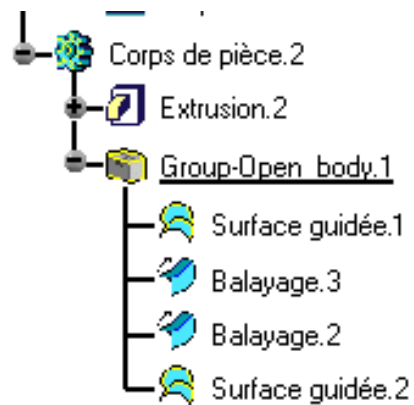 Corps de pièce.2
Extrusion.2
Group-Open_body.1
Surface guidée.1
Balayage.3
Balayage.2
Surface guidée.2